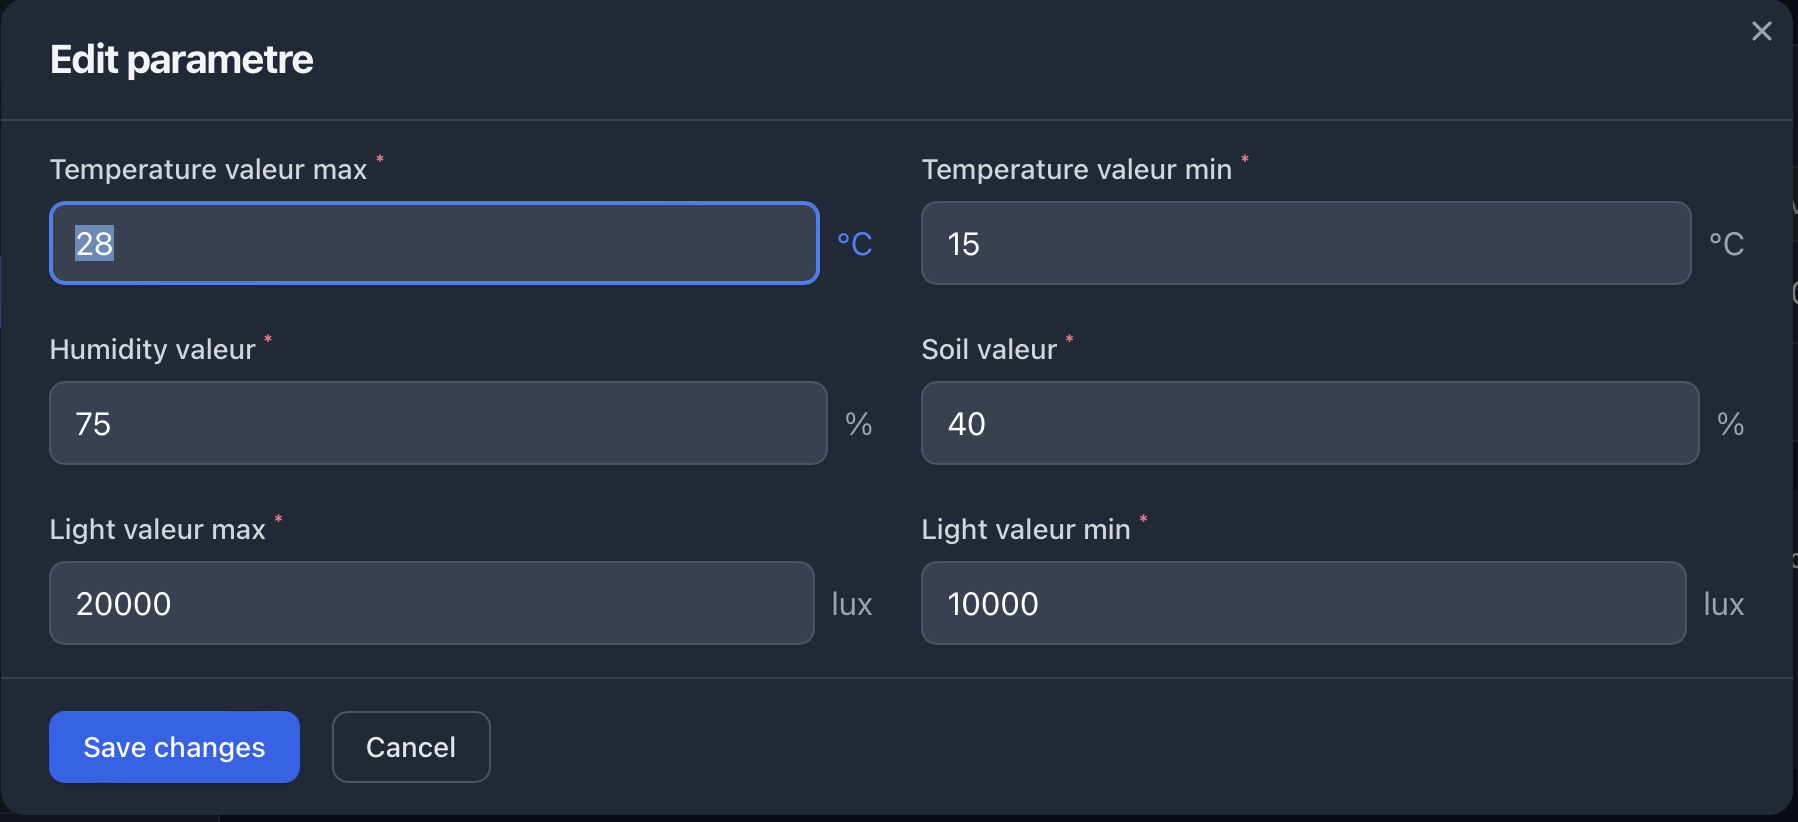 Edit parametre
Temperature valeur max *
Temperature valeur min *
28 °C
15 °C
Humidity valeur *
Soil valeur *
75 %
40 %
Light valeur max *
Light valeur min *
20000 lux
10000 lux
Save changes
Cancel